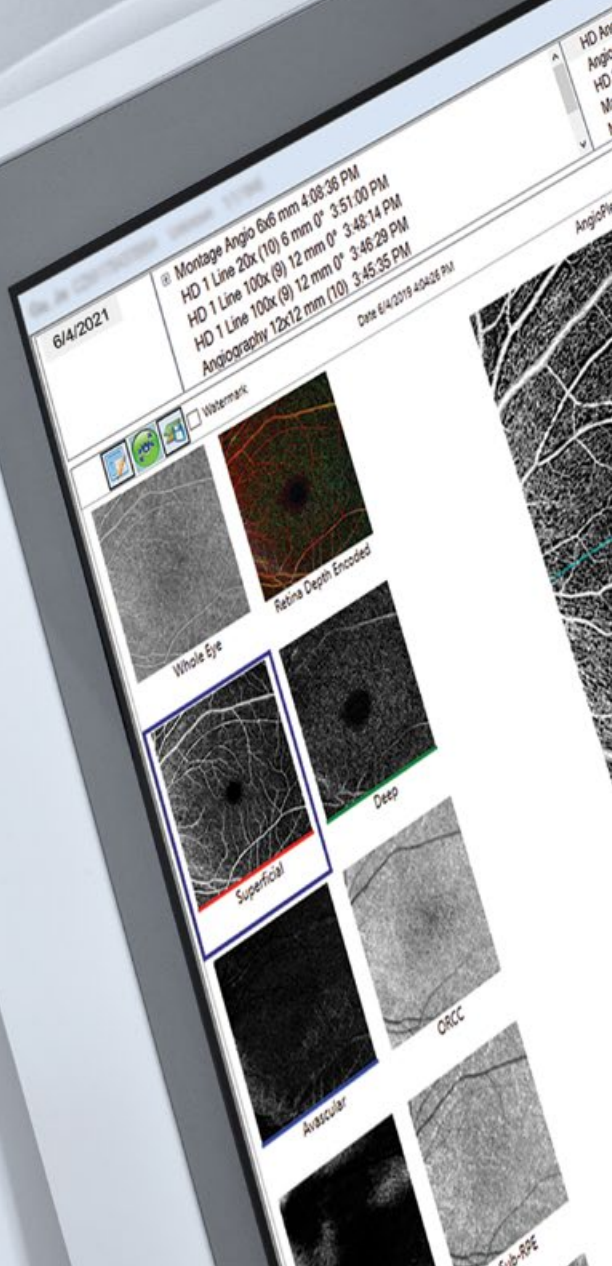 6/4/2021
Montage Angio 6x6 mm 4:08:36 PM
HD 1 Line 20x (10) 6 mm 0° 3:51:00 PM
HD 1 Line 100x (9) 12 mm 0° 3:48:14 PM
HD 1 Line 100x (9) 12 mm 0° 3:46:29 PM
Angiography 12x12 mm (10) 3:45:35 PM
HD
Angio
HD
Watermark
Date 6/4/2019 4:04:26 PM
Whole Eye
Retina Depth Encoded
Superficial
Deep
Avascular
ORCC
Sub-RPE